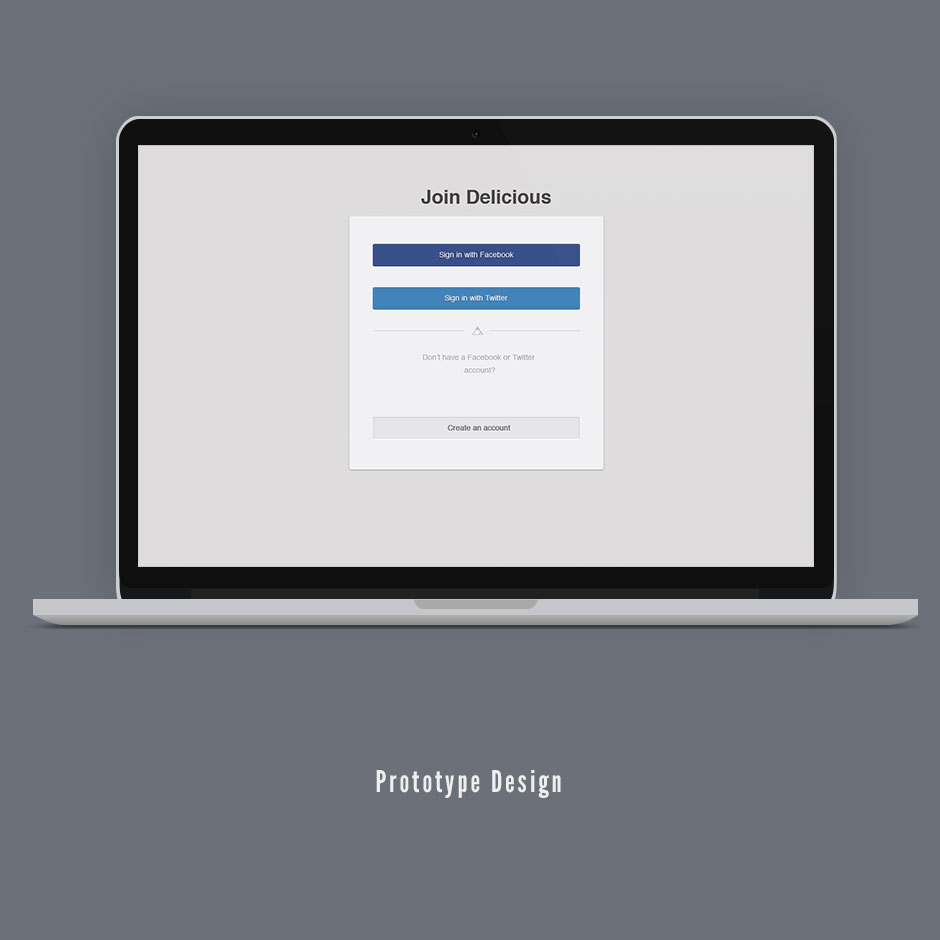 Join Delicious
Sign in with Facebook
Sign in with Twitter
Don't have a Facebook or Twitter
account?
Create an account
Prototype Design